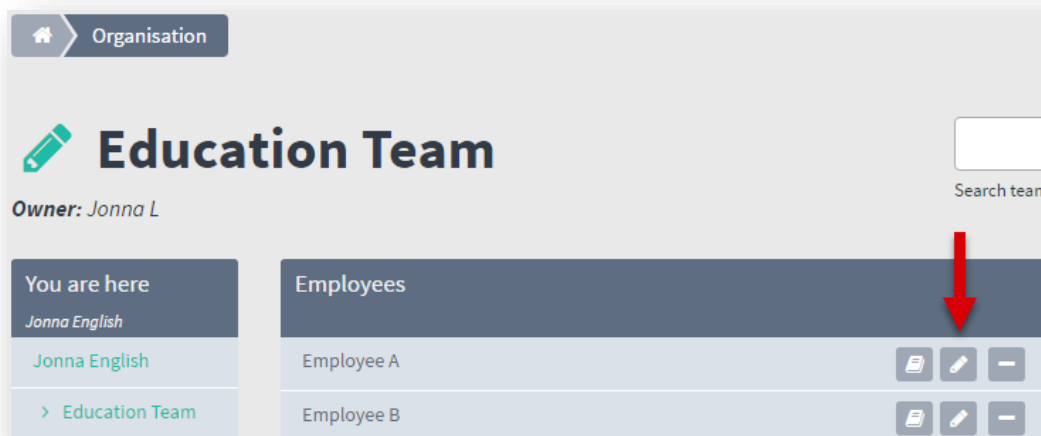 Organisation
Education Team
Owner: Jonna L
Search tean
You are here
Jonna English
Jonna English
> Education Team
Employees
Employee A
Employee B